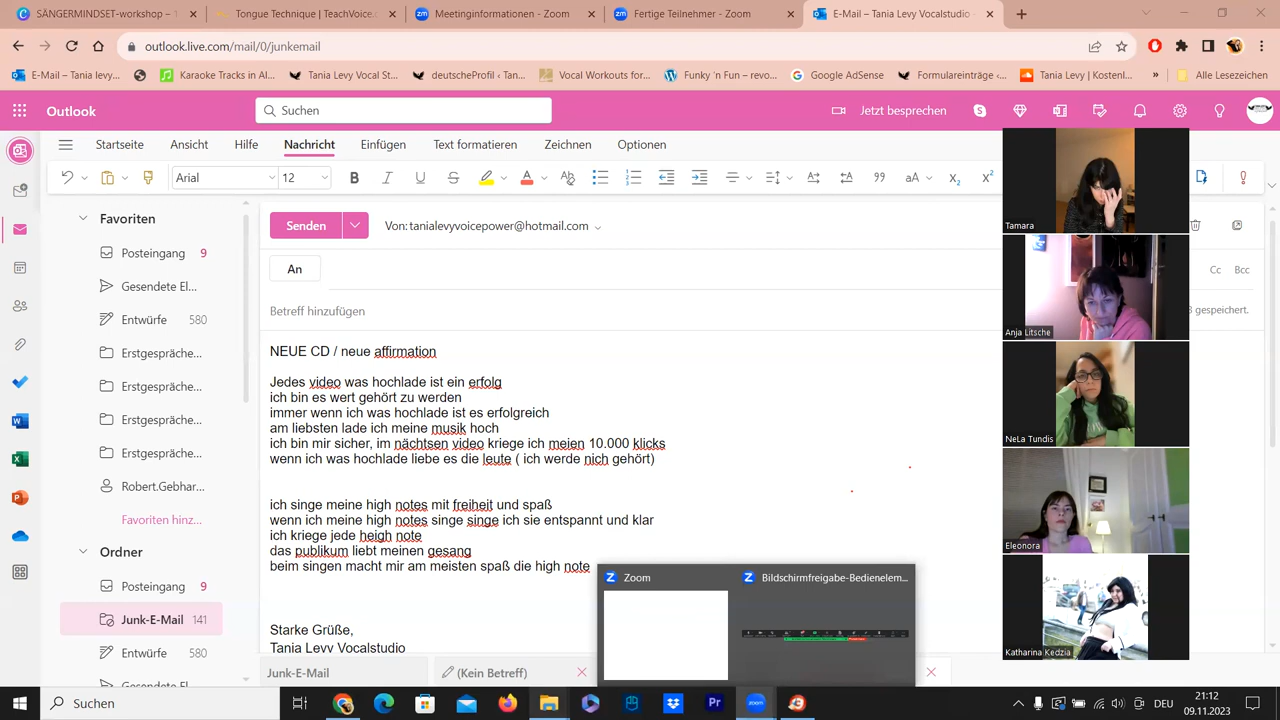 SÄNGERMINDSET-
Tongue Twister Technik
Meetinginformationen - Zoom
Fertige Teilnehmer - Zoom
E-Mail – Tania Levy Vocalstudio –
outlook.live.com/mail/0/junkemail
E-Mail – Tania levy...
Karaoke Tracks in Al...
Tania Levy Vocal St...
deutscheProfil ‹ Tan...
Vocal Workouts for...
Funky 'n Fun – revo...
Google AdSense
Formulareinträge ‹...
Tania Levy | Kostenl...
»
Alle Lesezeichen
Outlook
Suchen
Jetzt besprechen
Startseite
Ansicht
Hilfe
Nachricht
Einfügen
Text formatieren
Zeichnen
Optionen
Arial
12
Favoriten
Posteingang 9
Gesendete El...
Entwürfe 580
Erstgespräche...
Erstgespräche...
Erstgespräche...
Erstgespräche...
Robert.Gebhar...
Favoriten hinz...
Ordner
Posteingang 9
Junk-E-Mail 141
Entwürfe 580
Senden
Von: tanialevyvoicepower@hotmail.com
An
Cc
Bcc
Betreff hinzufügen
gespeichert.
NEUE CD / neue affirmation
Jedes video was hochlade ist ein erfolg
ich bin es wert gehört zu werden
immer wenn ich was hochlade ist es erfolgreich
am liebsten lade ich meine musik hoch
ich bin mir sicher, im nächtsen video kriege ich meien 10.000 klicks
wenn ich was hochlade liebe es die leute ( ich werde nich gehört)
ich singe meine high notes mit freiheit und spaß
wenn ich meine high notes singe singe ich sie entspannt und klar
ich kriege jede heigh note
das publikum liebt meinen gesang
beim singen macht mir am meisten spaß die high note
Starke Grüße,
Tania Levy Vocalstudio
Junk-E-Mail
(Kein Betreff)
Zoom
Bildschirmfreigabe-Bedienelem...
Tamara
Anja Litsche
NeLa Tundis
Eleonora
Katharina Kedzia
Suchen
DEU
21:12
09.11.2023